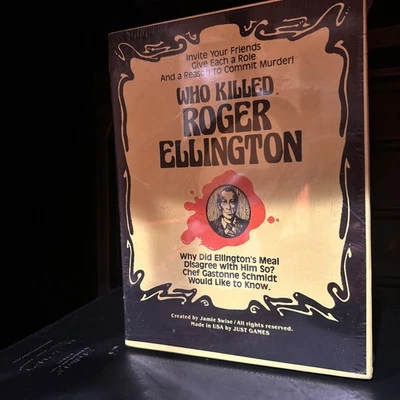 Invite Your Friends
Give Each a Role
And a Reason to Commit Murder!
WHO KILLED
ROGER
ELLINGTON
Why Did Ellington's Meal
Disagree with Him So?
Chef Gastonne Schmidt
Would Like to Know.
Created by Jamie Swise/All rights reserved.
Made in USA by JUST GAMES